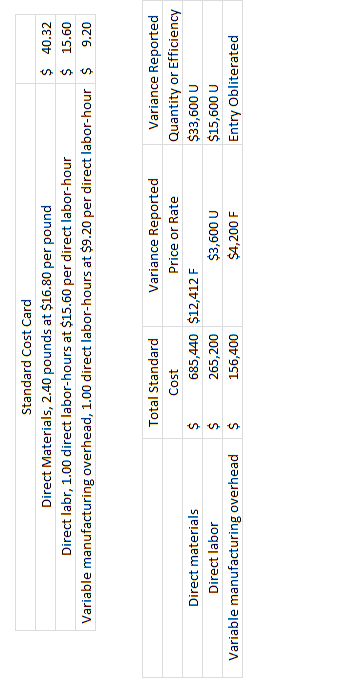 Standard Cost Card
Direct Materials, 2.40 pounds at $16.80 per pound $ 40.32
Direct labr, 1.00 direct labor-hours at $15.60 per direct labor-hour $ 15.60
Variable manufacturing overhead, 1.00 direct labor-hours at $9.20 per direct labor-hour $ 9.20
Total Standard Variance Reported Variance Reported
Cost Price or Rate Quantity or Efficiency
Direct materials $ 685,440 $12,412 F $33,600 U
Direct labor $ 265,200 $3,600 U $15,600 U
Variable manufacturing overhead $ 156,400 $4,200 F Entry Obliterated